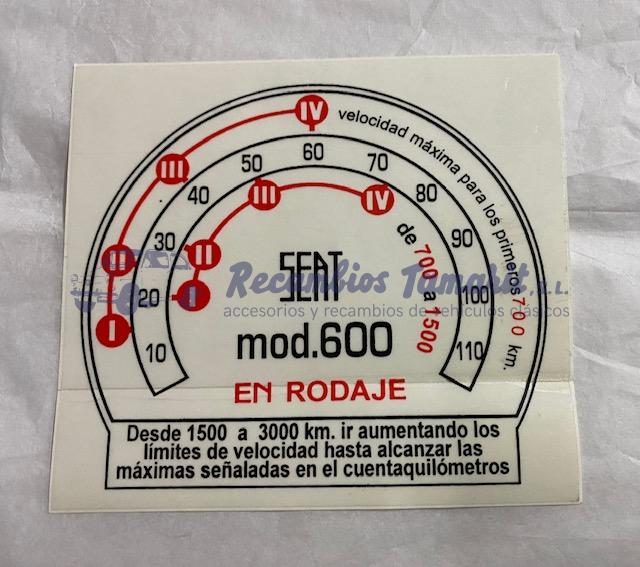 I II III IV
velocidad máxima para los primeros 700 km.
10 20 30 40 50 60 70 80 90 100 110
I II III IV
de 700 a 1500
SEAT
SEAT
mod.600
EN RODAJE
Desde 1500 a 3000 km. ir aumentando los
límites de velocidad hasta alcanzar las
máximas señaladas en el cuentaquilómetros
Recambios Tamarit, S.L.
accesorios y recambios de vehículos clásicos